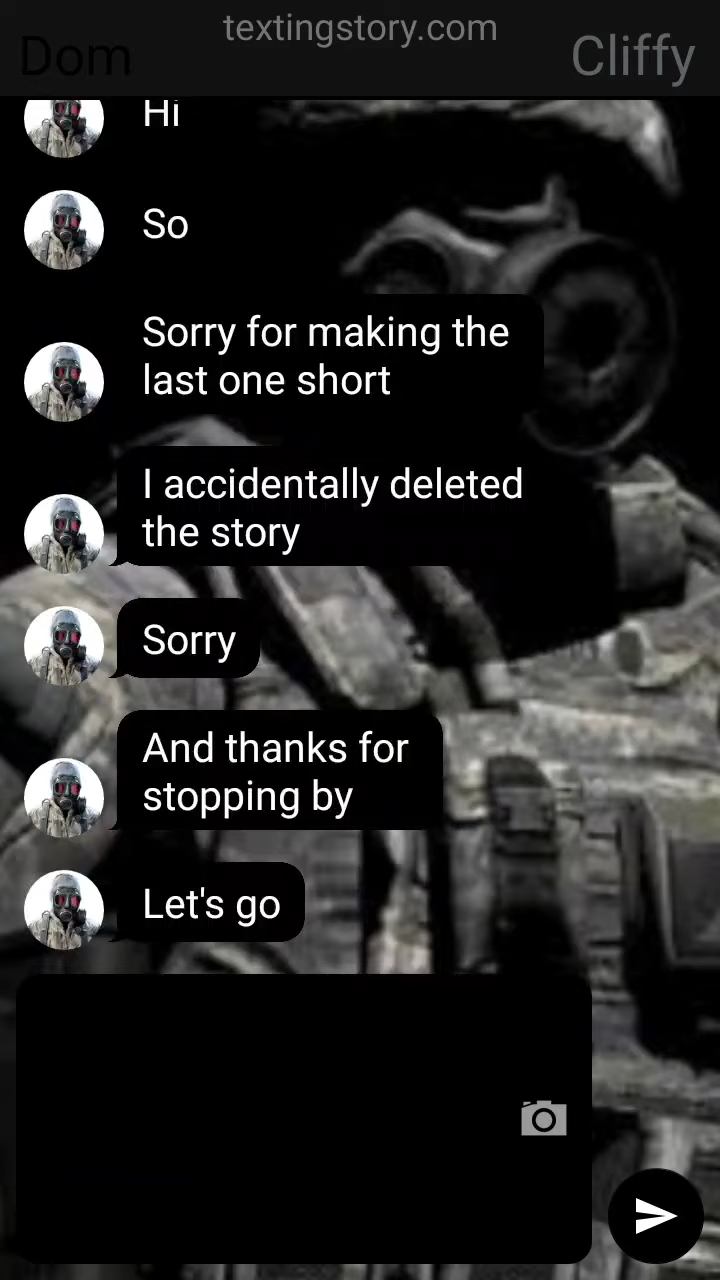 textingstory.com
Dom
Cliffy
Hi
So
Sorry for making the
last one short
I accidentally deleted
the story
Sorry
And thanks for
stopping by
Let's go